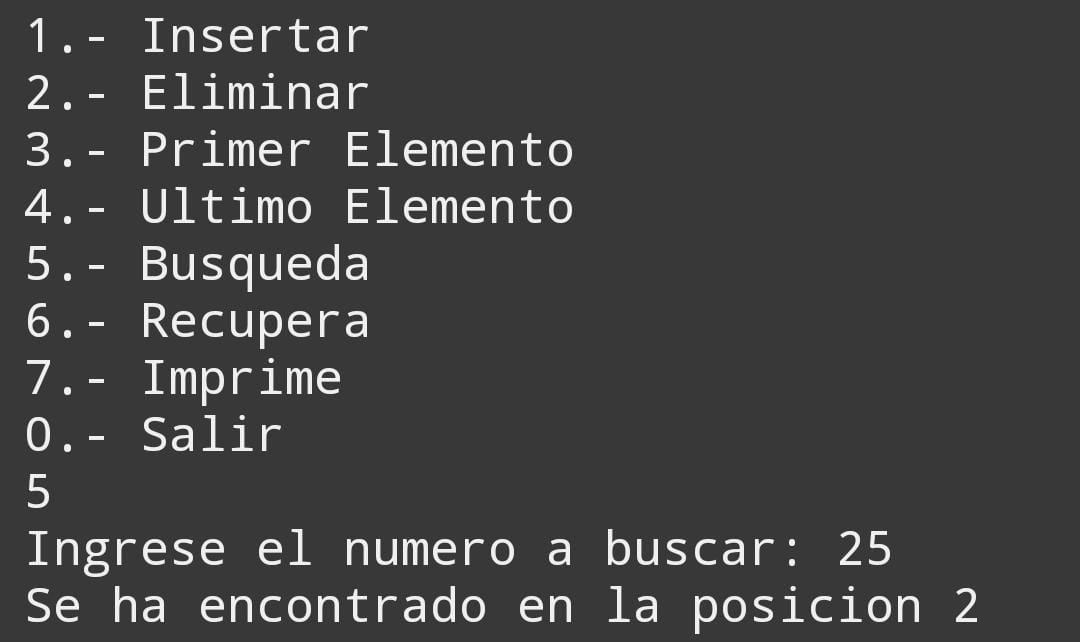 1.- Insertar
2.- Eliminar
3.- Primer Elemento
4.- Ultimo Elemento
5.- Busqueda
6.- Recupera
7.- Imprime
0.- Salir
5
Ingrese el numero a buscar: 25
Se ha encontrado en la posicion 2